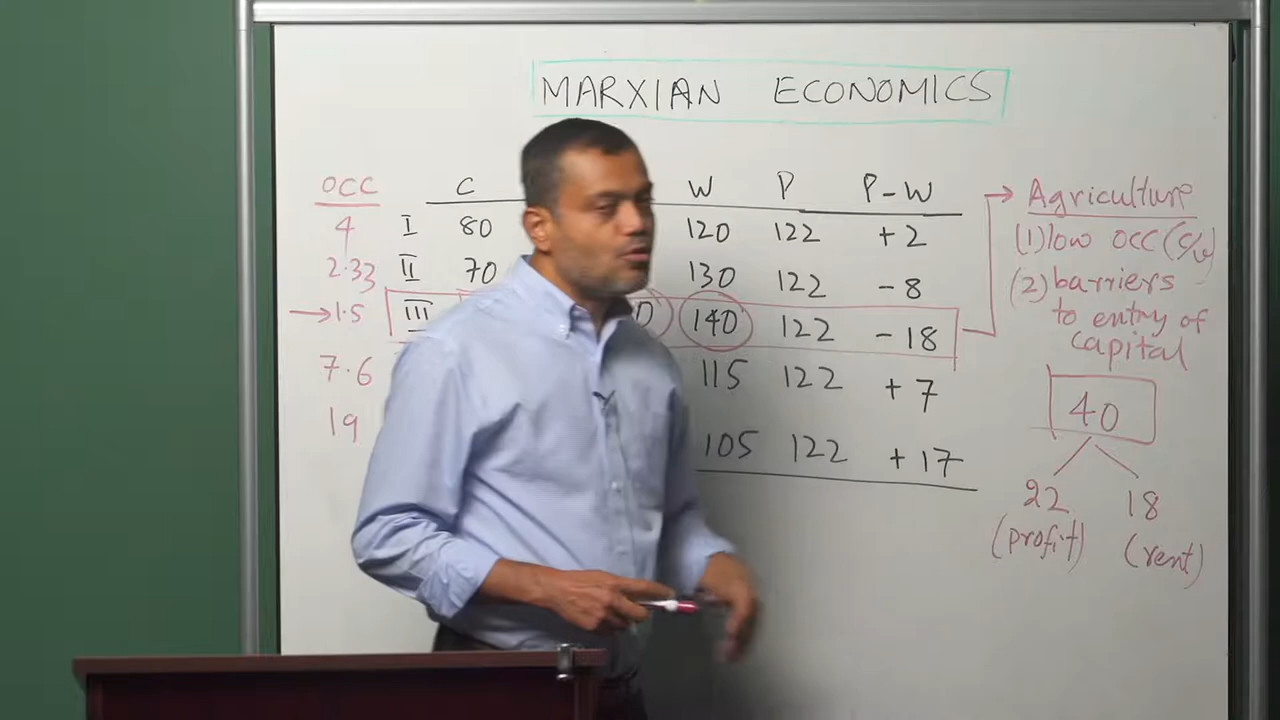 MARXIAN ECONOMICS
OCC C W P P-W
4 I 80 120 122 +2
2.33 II 70 130 122 -8
→1.5 III 0 140 122 -18
7.6 115 122 +7
19 105 122 +17
→ Agriculture
(1) low OCC (c/v)
(2) barriers
to entry of
capital
40
22 18
(profit) (rent)